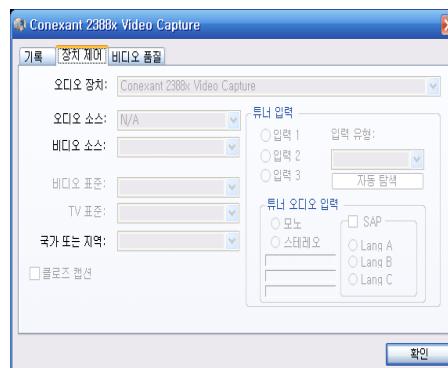 Conexant 2388x Video Capture
기록 장치 제어 비디오 품질
오디오 장치: Conexant 2388x Video Capture
오디오 소스: N/A
비디오 소스:
비디오 표준:
TV 표준:
국가 또는 지역:
클로즈 캡션
튜너 입력
입력 1 입력 유형:
입력 2
입력 3 자동 탐색
튜너 오디오 입력
모노 SAP
스테레오 Lang A
Lang B
Lang C
확인